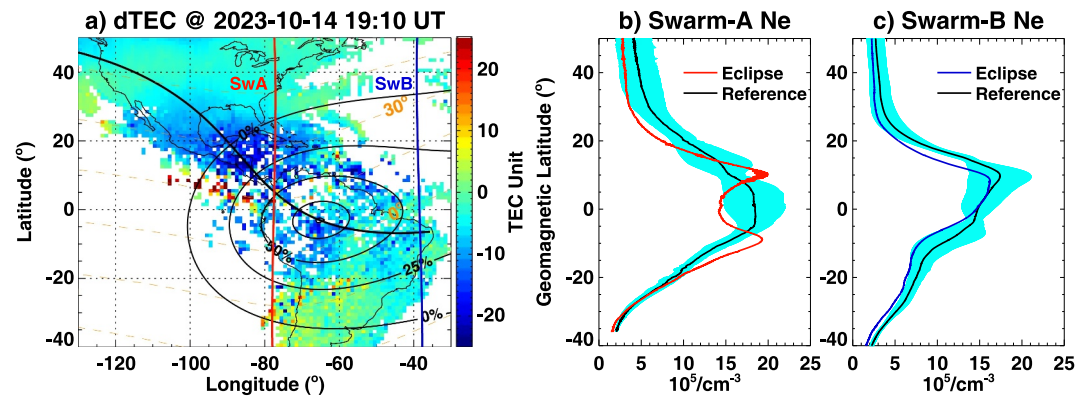 a) dTEC @ 2023-10-14 19:10 UT
b) Swarm-A Ne
c) Swarm-B Ne
Latitude (º)
40
20
0
-20
-40
SwA
SwB
30º
0%
0
50%
25%
0%
-120
-100
-80
-60
-40
Longitude (º)
20
10
0
-10
-20
TEC Unit
Geomagnetic Latitude (º)
40
20
0
-20
-40
Eclipse
Reference
0
5
10
15
20
25
10⁵/cm⁻³
40
20
0
-20
-40
Eclipse
Reference
5
10
15
20
25
10⁵/cm⁻³